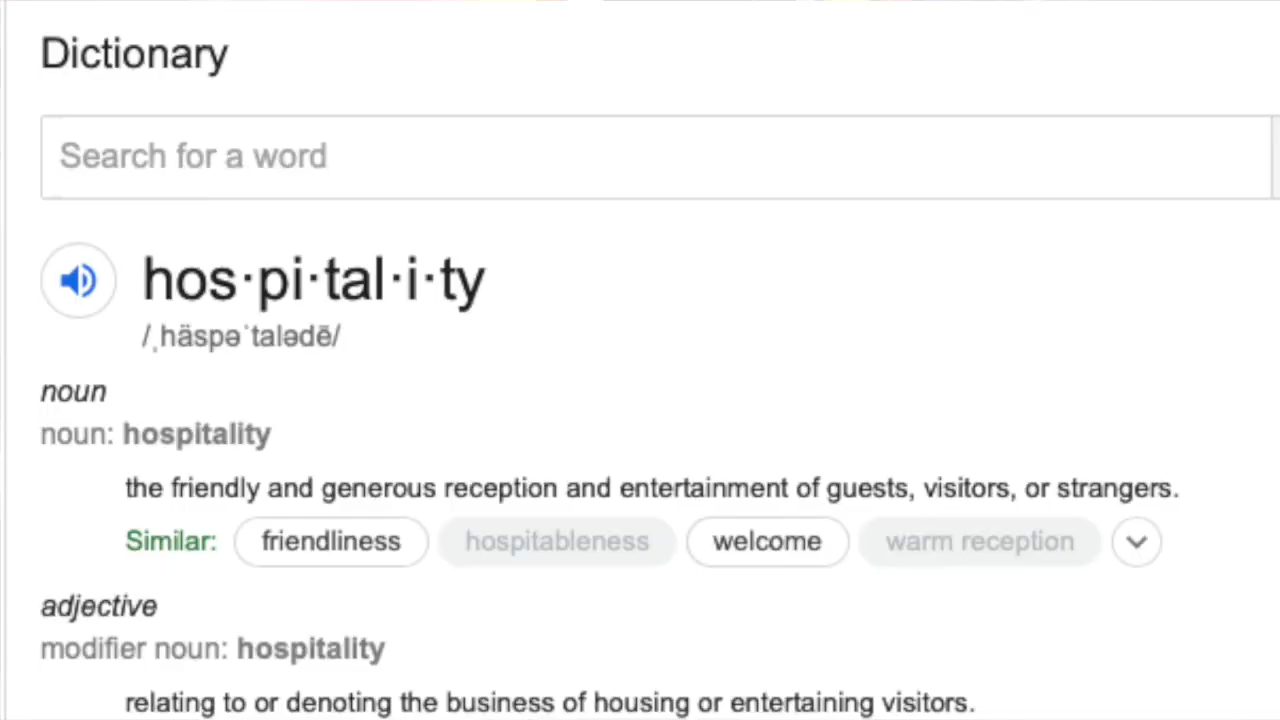 Dictionary
Search for a word
hos·pi·tal·i·ty
/ˌhäspəˈtalədē/
noun
noun: hospitality
the friendly and generous reception and entertainment of guests, visitors, or strangers.
Similar: friendliness hospitableness welcome warm reception
adjective
modifier noun: hospitality
relating to or denoting the business of housing or entertaining visitors.